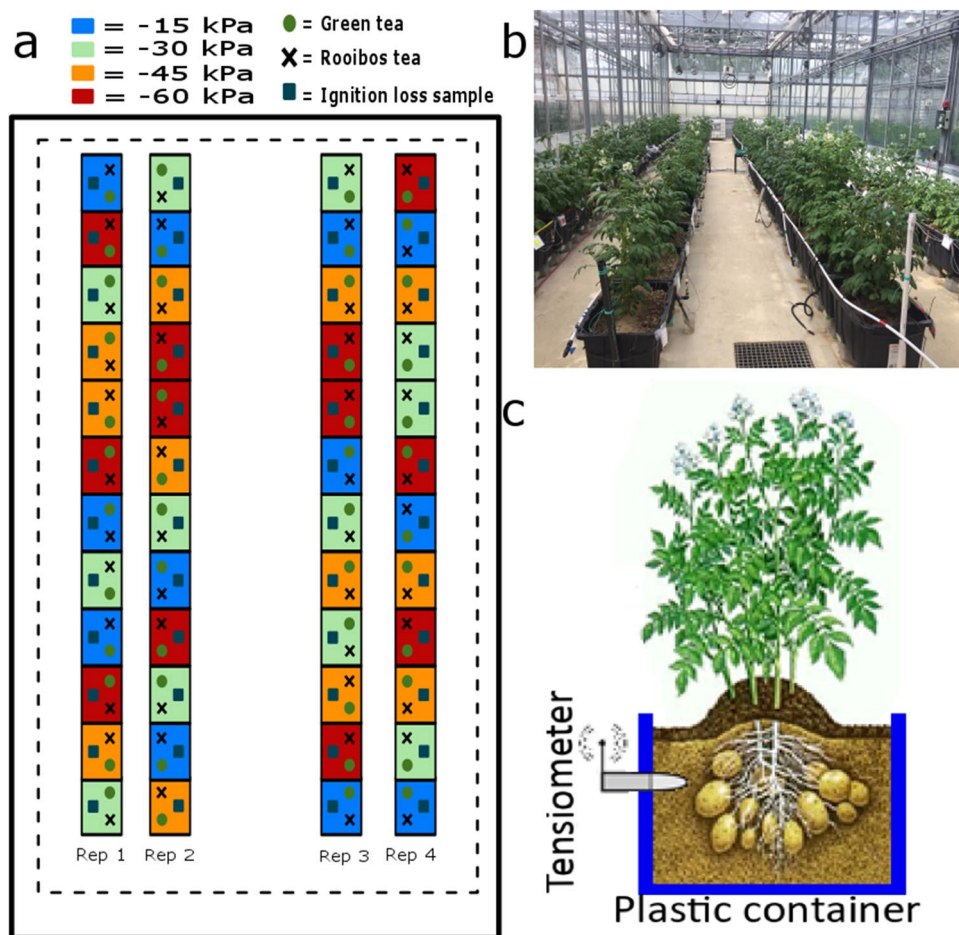 a
= -15 kPa
= -30 kPa
= -45 kPa
= -60 kPa
= Green tea
= Rooibos tea
= Ignition loss sample
Rep 1
Rep 2
Rep 3
Rep 4
b
c
Tensiometer
Plastic container